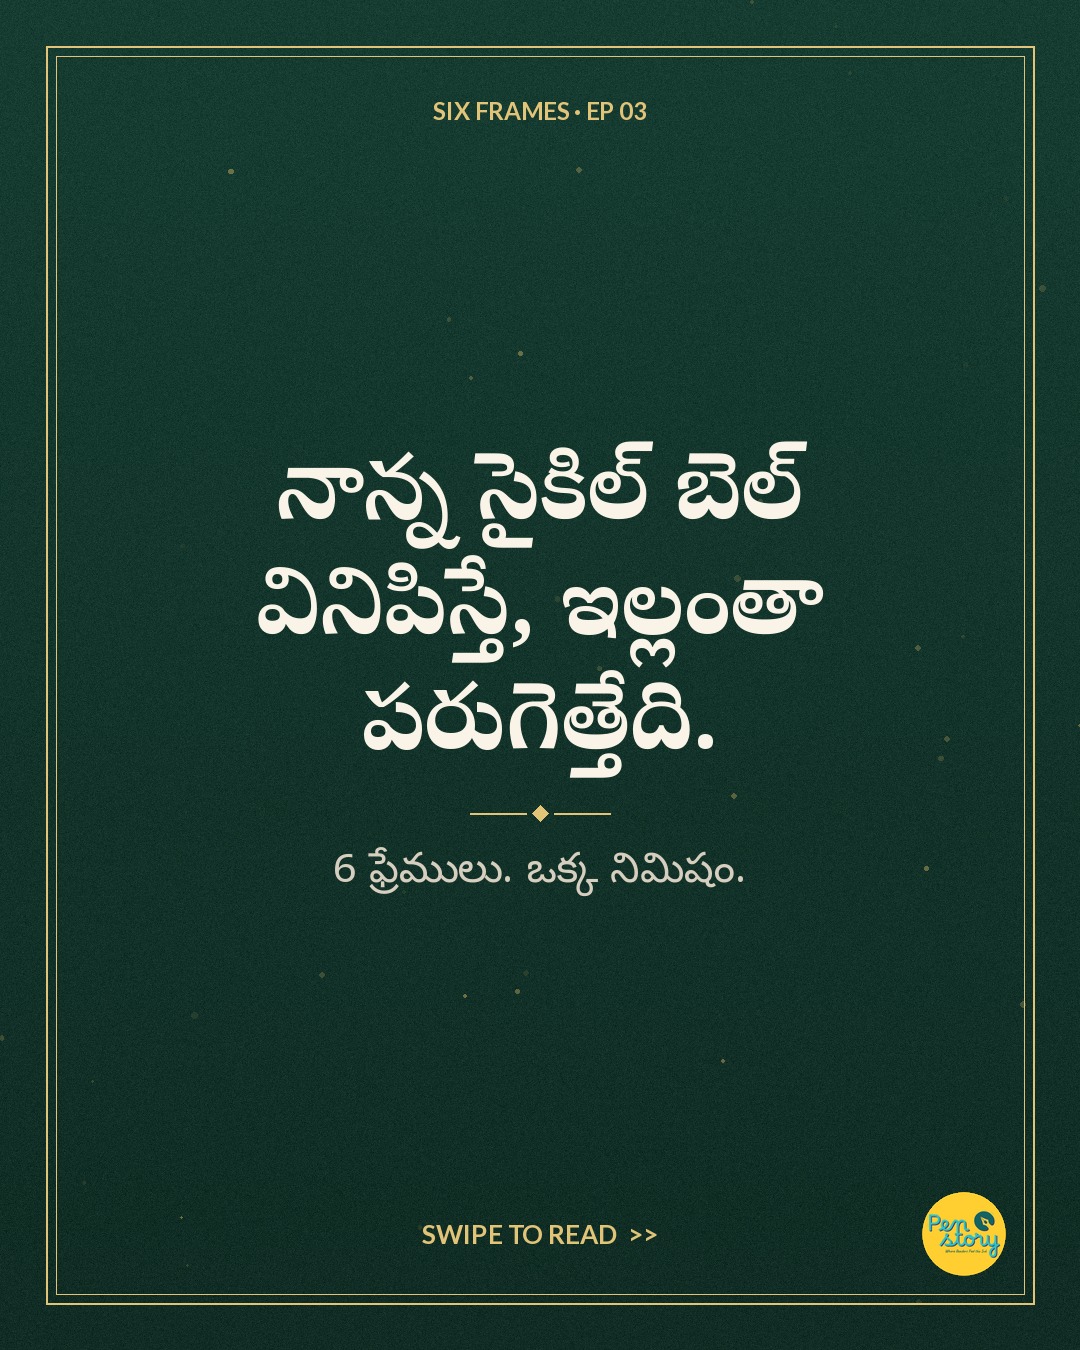 SIX FRAMES · EP 03
నాన్న సైకిల్ బెల్
వినిపిస్తే, ఇల్లంతా
పరుగెత్తేది.
6 ఫ్రేములు. ఒక్క నిమిషం.
SWIPE TO READ >>
Pen
story